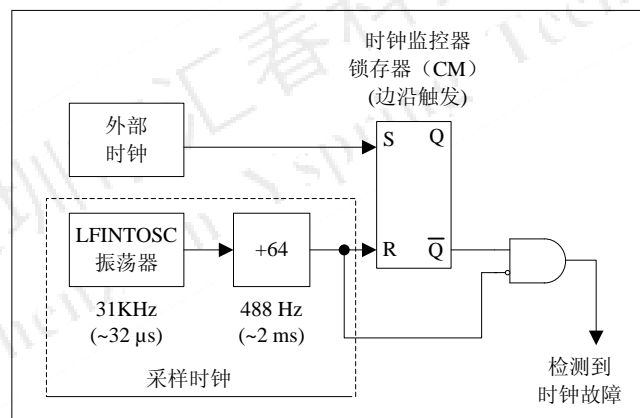 时钟监控器
锁存器（CM）
(边沿触发)
外部
时钟
S Q
LFINTOSC
振荡器
+64
R Q
31KHz
(~32 µs)
488 Hz
(~2 ms)
采样时钟
检测到
时钟故障